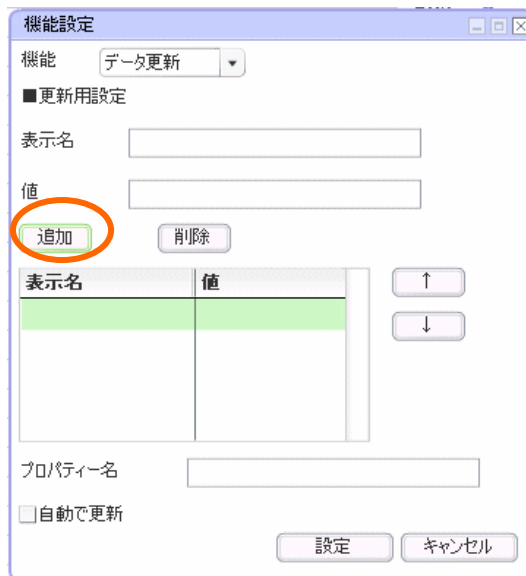 機能設定
機能 データ更新
■更新用設定
表示名
値
追加 削除
表示名 値
↑
↓
プロパティー名
自動で更新
設定 キャンセル